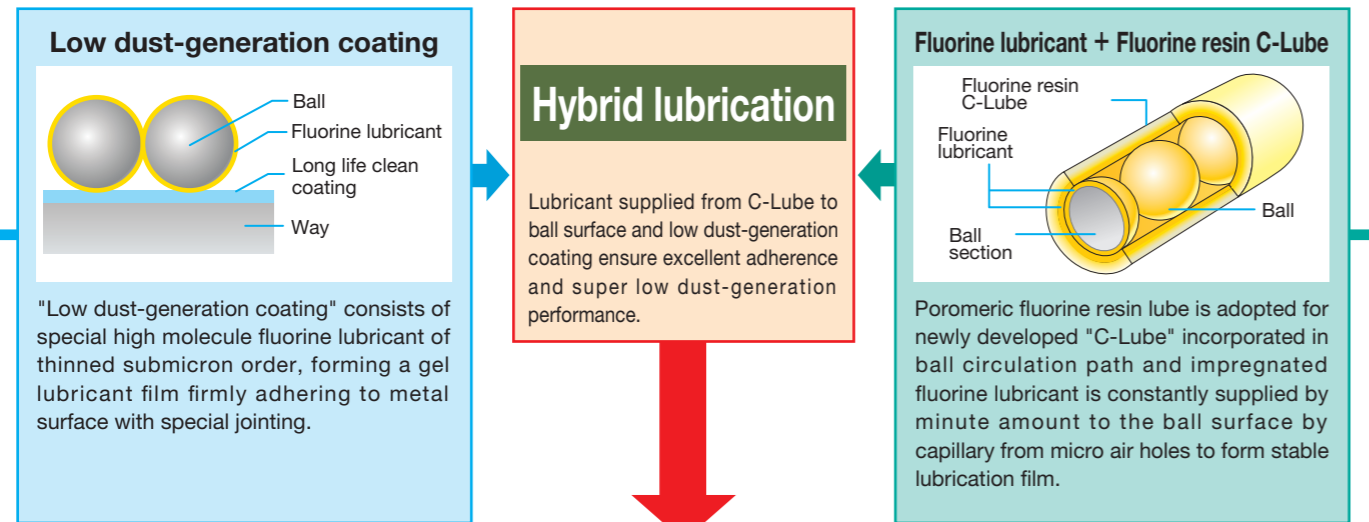 Low dust-generation coating
Ball
Fluorine lubricant
Long life clean
coating
Way
"Low dust-generation coating" consists of
special high molecule fluorine lubricant of
thinned submicron order, forming a gel
lubricant film firmly adhering to metal
surface with special jointing.
Hybrid lubrication
Lubricant supplied from C-Lube to
ball surface and low dust-generation
coating ensure excellent adherence
and super low dust-generation
performance.
Fluorine lubricant + Fluorine resin C-Lube
Fluorine resin
C-Lube
Fluorine
lubricant
Ball
Ball
section
Poromeric fluorine resin lube is adopted for
newly developed "C-Lube" incorporated in
ball circulation path and impregnated
fluorine lubricant is constantly supplied by
minute amount to the ball surface by
capillary from micro air holes to form stable
lubrication film.